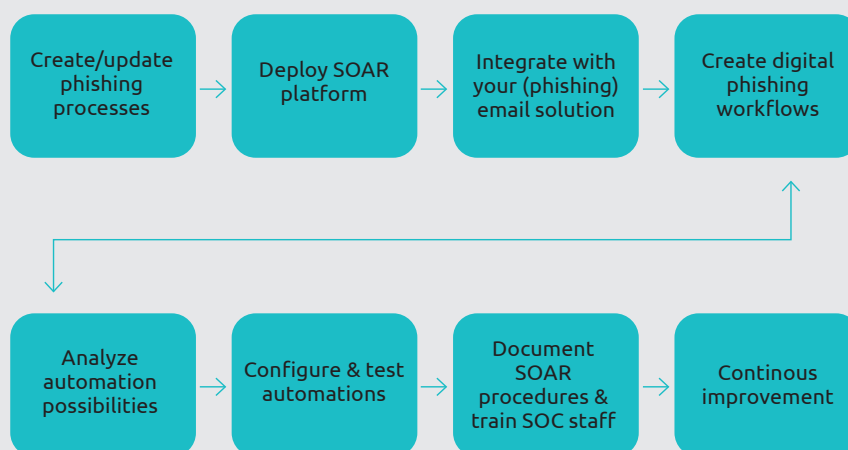 Create/update
phishing
processes
Deploy SOAR
platform
Integrate with
your (phishing)
email solution
Create digital
phishing
workflows
Analyze
automation
possibilities
Configure & test
automations
Document
SOAR
procedures &
train SOC staff
Continous
improvement